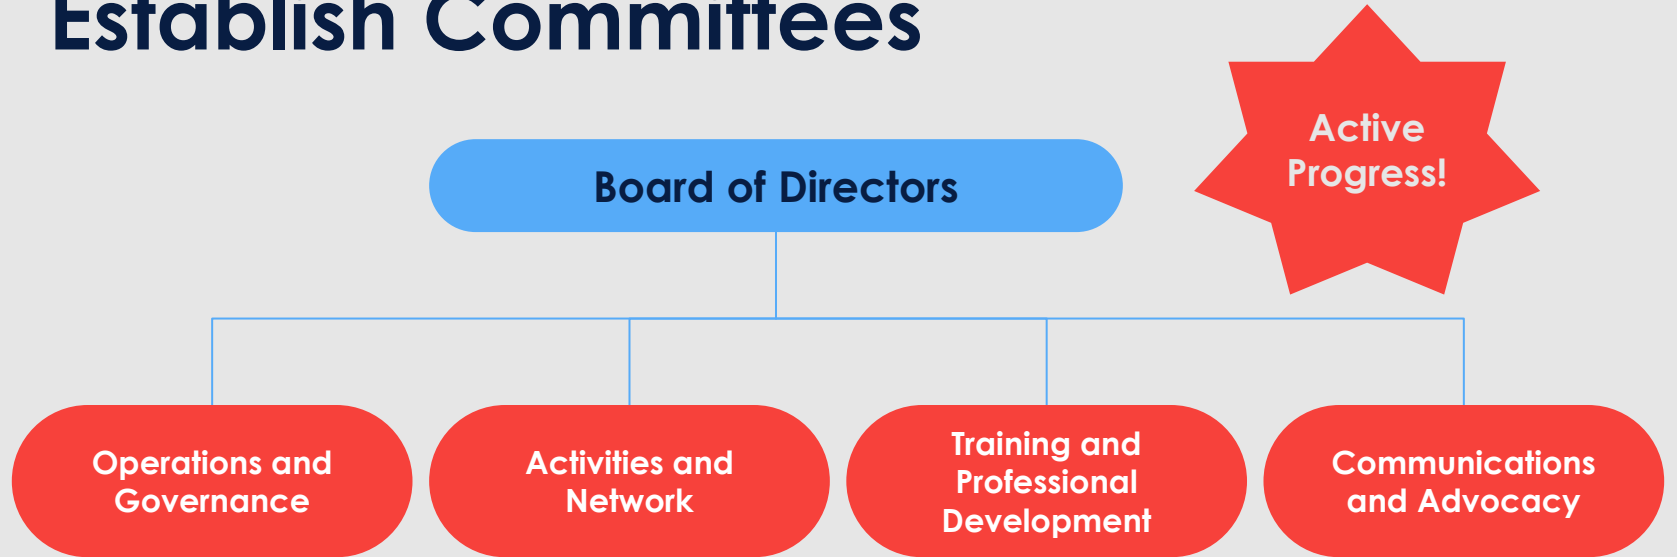 Establish Committees
Active
Progress!
Board of Directors
Operations and
Governance
Activities and
Network
Training and
Professional
Development
Communications
and Advocacy